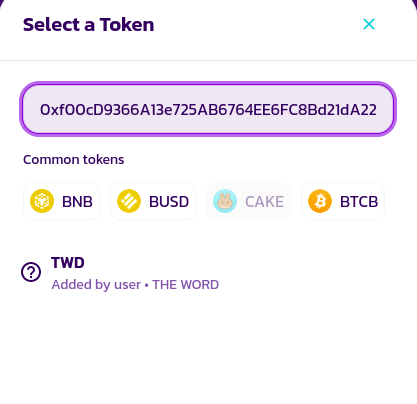 Select a Token
0xf00cD9366A13e725AB6764EE6FC8Bd21dA22
Common tokens
BNB
BUSD
CAKE
BTCB
TWD
Added by user • THE WORD